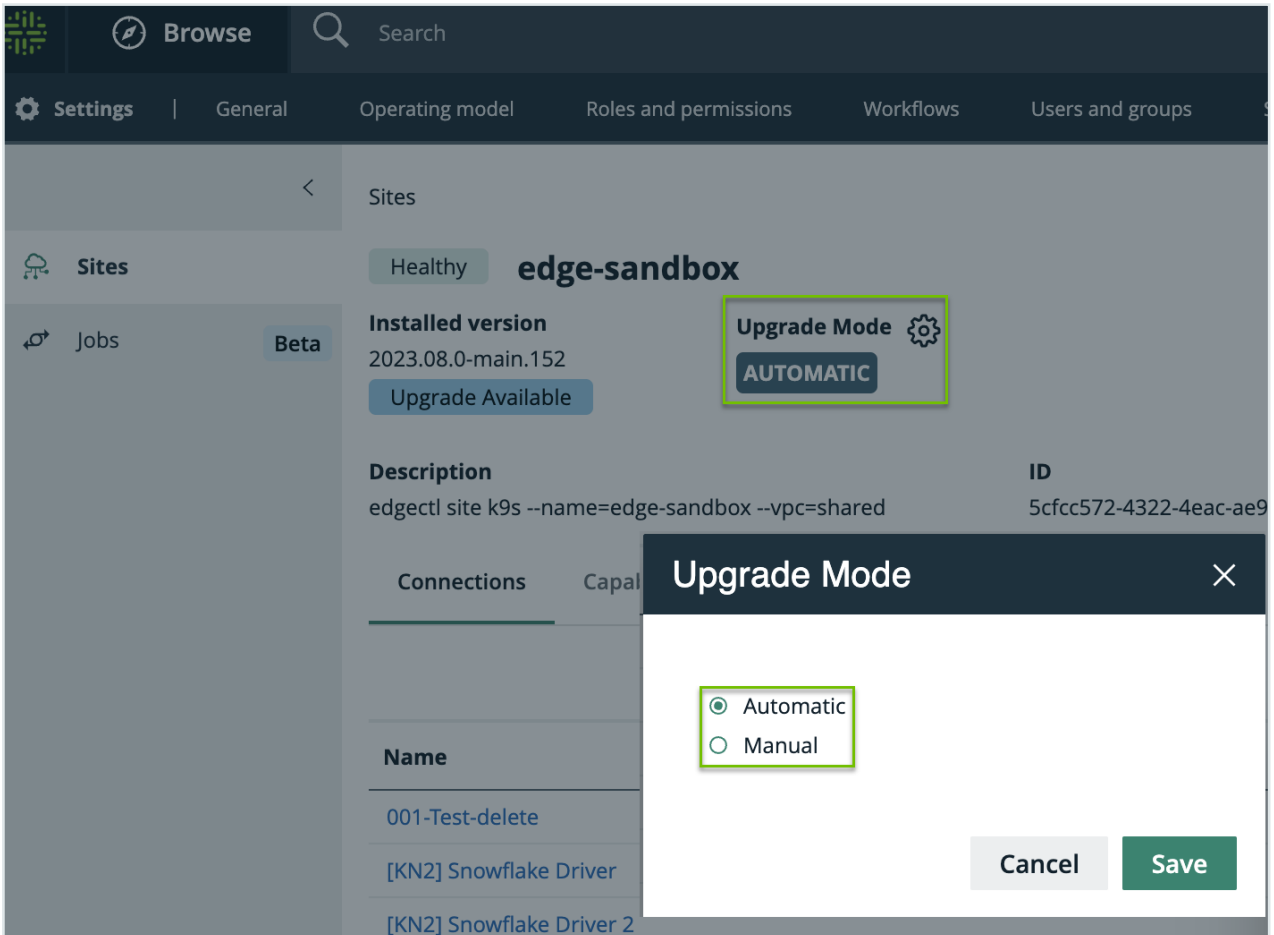 Browse
Search
Settings | General Operating model Roles and permissions Workflows Users and groups
Sites
Sites
Healthy edge-sandbox
Installed version
Upgrade Mode
2023.08.0-main.152
AUTOMATIC
Upgrade Available
Jobs Beta
Description
ID
edgectl site k9s --name=edge-sandbox --vpc=shared
5cfcc572-4322-4eac-ae9
Connections
Upgrade Mode
Automatic
Manual
Name
001-Test-delete
[KN2] Snowflake Driver
[KN2] Snowflake Driver 2
Cancel Save